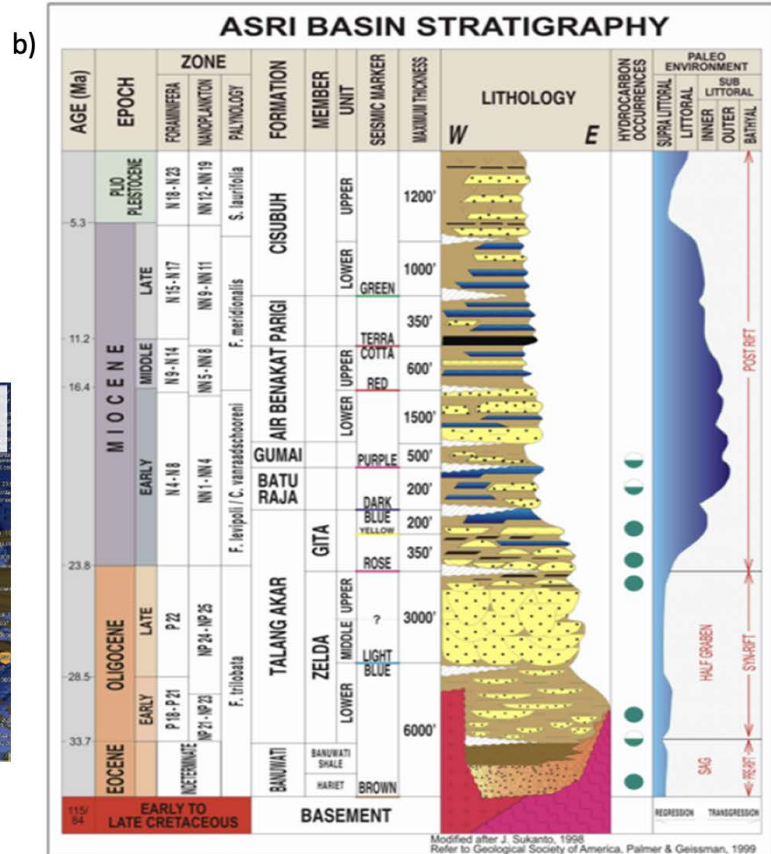 b)
ASRI BASIN STRATIGRAPHY
AGE (Ma)
EPOCH
ZONE
FORAMINIFERA
NANOPLANKTON
PALYNOLOGY
FORMATION
MEMBER
UNIT
SEISMIC MARKER
MAXIMUM THICKNESS
LITHOLOGY
W E
HYDROCARBON
OCCURRENCES
PALEO
ENVIRONMENT
SUPRA LITTORAL
LITTORAL
SUB
LITTORAL
INNER
OUTER
BATHYAL
5.3
11.2
16.4
23.8
28.5
33.7
115/
84
PLIO
PLEISTOCENE
MIOCENE
LATE
MIDDLE
EARLY
OLIGOCENE
LATE
EARLY
EOCENE
N 18 - N 23
N 15 - N 17
N 9 - N 14
N 4 - N 8
P 22
P 18 - P 21
INDETERMINATE
NN 12 - NN 19
NN 9 - NN 11
NN 5 - NN 8
NN 1 - NN 4
NP 24 - NP 25
NP 21 - NP 23
S. laurifolia
F. meridionalis
F. levipoli / C. vanraadschooreni
F. trilobata
CISUBUH
PARIGI
AIR BENAKAT
GUMAI
BATU
RAJA
TALANG AKAR
BANUWATI
GITA
ZELDA
BANUWATI
SHALE
HARIET
UPPER
LOWER
UPPER
LOWER
UPPER
MIDDLE
LOWER
GREEN
TERRA
COTTA
RED
PURPLE
DARK
BLUE
YELLOW
ROSE
?
LIGHT
BLUE
BROWN
1200'
1000'
350'
600'
1500'
500'
200'
200'
350'
3000'
6000'
POST RIFT
HALF GRABEN
SYN-RIFT
SAG
PRE-RIFT
REGRESSION TRANSGRESSION
EARLY TO
LATE CRETACEOUS
BASEMENT
Modified after J. Sukanto, 1998
Refer to Geological Society of America, Palmer & Geissman, 1999